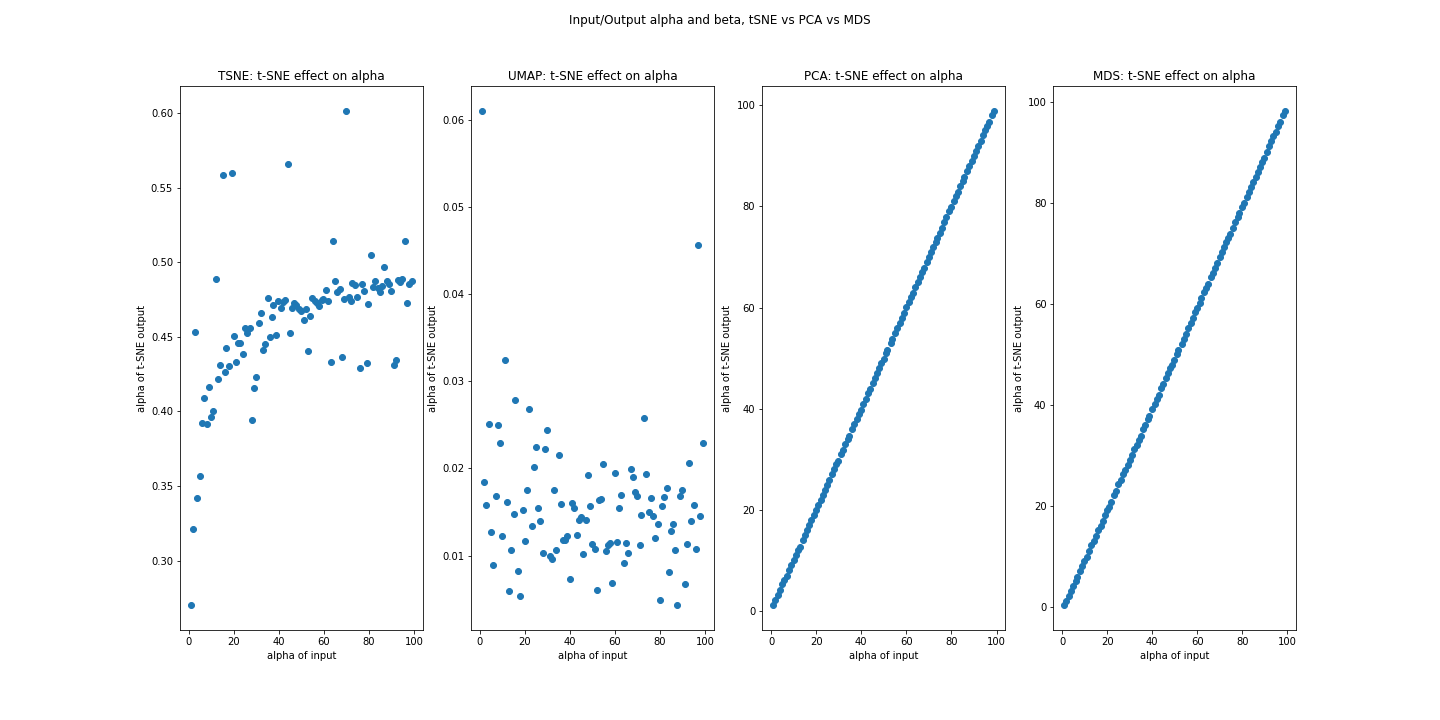 Input/Output alpha and beta, tSNE vs PCA vs MDS
TSNE: t-SNE effect on alpha
0.60
0.55
0.50
0.45
0.40
0.35
0.30
alpha of t-SNE output
0 20 40 60 80 100
alpha of input
UMAP: t-SNE effect on alpha
0.06
0.05
0.04
0.03
0.02
0.01
alpha of t-SNE output
0 20 40 60 80 100
alpha of input
PCA: t-SNE effect on alpha
100
80
60
40
20
0
alpha of t-SNE output
0 20 40 60 80 100
alpha of input
MDS: t-SNE effect on alpha
100
80
60
40
20
0
alpha of t-SNE output
0 20 40 60 80 100
alpha of input